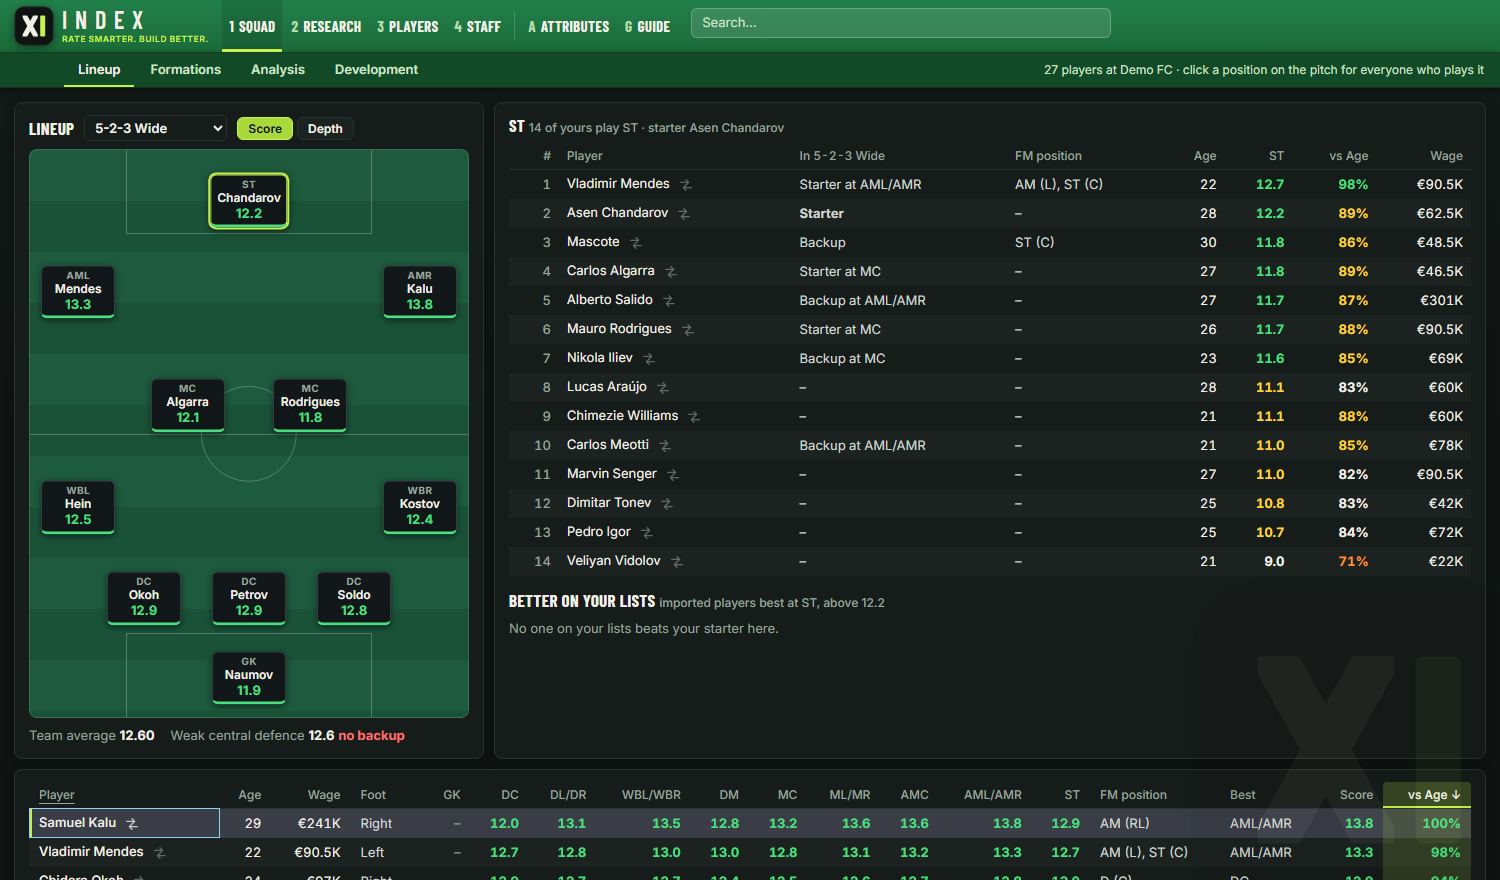 XI INDEX
RATE SMARTER. BUILD BETTER.
1 SQUAD 2 RESEARCH 3 PLAYERS 4 STAFF A ATTRIBUTES G GUIDE
Search...
Lineup Formations Analysis Development
27 players at Demo FC · click a position on the pitch for everyone who plays it
LINEUP 5-2-3 Wide Score Depth
ST
Chandarov
12.2
AML
Mendes
13.3
AMR
Kalu
13.8
MC
Algarra
12.1
MC
Rodrigues
11.8
WBL
Hein
12.5
WBR
Kostov
12.4
DC
Okoh
12.9
DC
Petrov
12.9
DC
Soldo
12.8
GK
Naumov
11.9
Team average 12.60 Weak central defence 12.6 no backup
ST 14 of yours play ST · starter Asen Chandarov
# Player In 5-2-3 Wide FM position Age ST vs Age Wage
1 Vladimir Mendes Starter at AML/AMR AM (L), ST (C) 22 12.7 98% €90.5K
2 Asen Chandarov Starter – 28 12.2 89% €62.5K
3 Mascote Backup ST (C) 30 11.8 86% €48.5K
4 Carlos Algarra Starter at MC – 27 11.8 89% €46.5K
5 Alberto Salido Backup at AML/AMR – 27 11.7 87% €301K
6 Mauro Rodrigues Starter at MC – 26 11.7 88% €90.5K
7 Nikola Iliev Backup at MC – 23 11.6 85% €69K
8 Lucas Araújo – – 28 11.1 83% €60K
9 Chimezie Williams – – 21 11.1 88% €60K
10 Carlos Meotti Backup at AML/AMR – 21 11.0 85% €78K
11 Marvin Senger – – 27 11.0 82% €90.5K
12 Dimitar Tonev – – 25 10.8 83% €42K
13 Pedro Igor – – 25 10.7 84% €72K
14 Veliyan Vidolov – – 21 9.0 71% €22K
BETTER ON YOUR LISTS imported players best at ST, above 12.2
No one on your lists beats your starter here.
XI
Player Age Wage Foot GK DC DL/DR WBL/WBR DM MC ML/MR AMC AML/AMR ST FM position Best Score vs Age ↓
Samuel Kalu 29 €241K Right – 12.0 13.1 13.5 12.8 13.2 13.6 13.6 13.8 12.9 AM (RL) AML/AMR 13.8 100%
Vladimir Mendes 22 €90.5K Left – 12.7 12.8 13.0 13.0 12.8 13.1 13.2 13.3 12.7 AM (L), ST (C) AML/AMR 13.3 98%